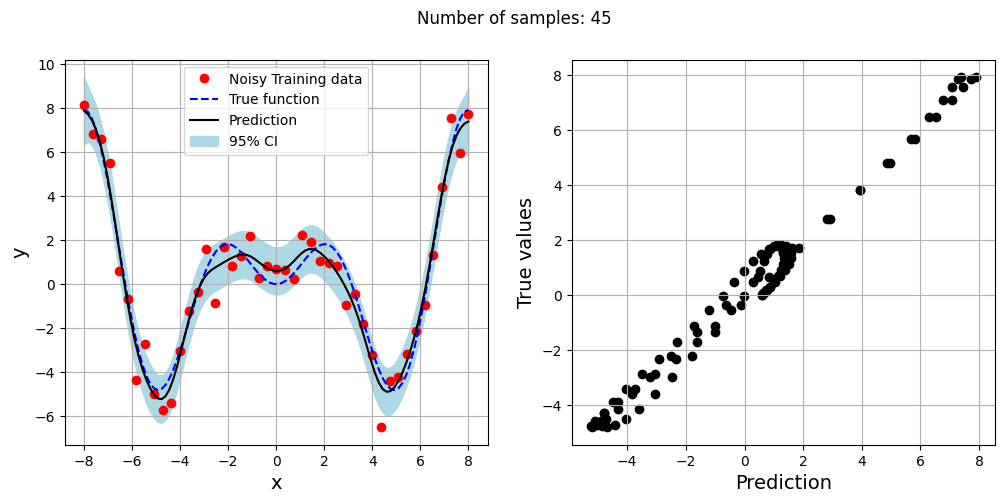 Number of samples: 45
10
8
6
4
2
0
−2
−4
−6
y
Noisy Training data
True function
Prediction
95% CI
−8 −6 −4 −2 0 2 4 6 8
x
8
6
4
2
0
−2
−4
True values
−4 −2 0 2 4 6 8
Prediction